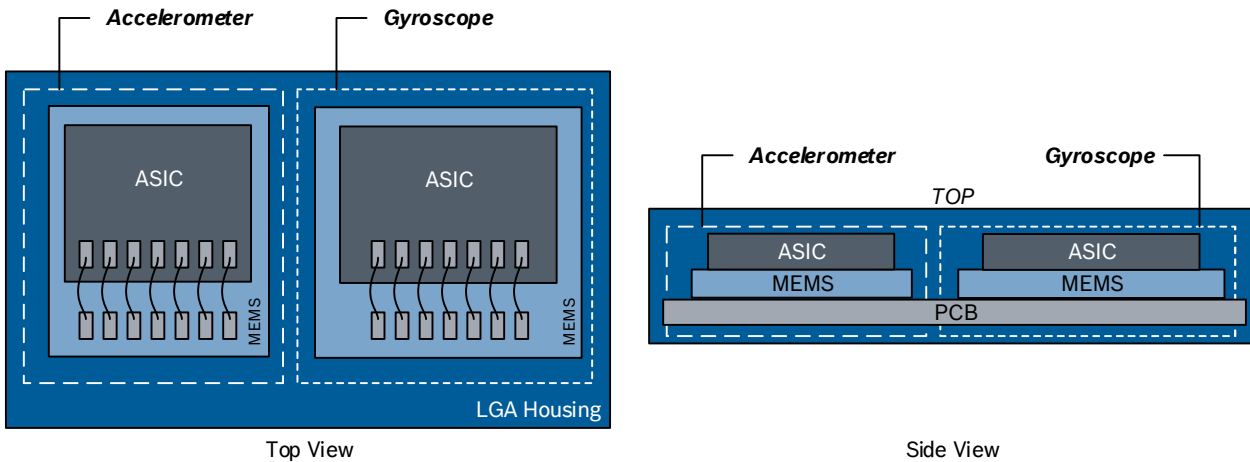 Accelerometer
Gyroscope
ASIC
ASIC
MEMS
MEMS
LGA Housing
Top View
Accelerometer
Gyroscope
TOP
ASIC
ASIC
MEMS
MEMS
PCB
Side View